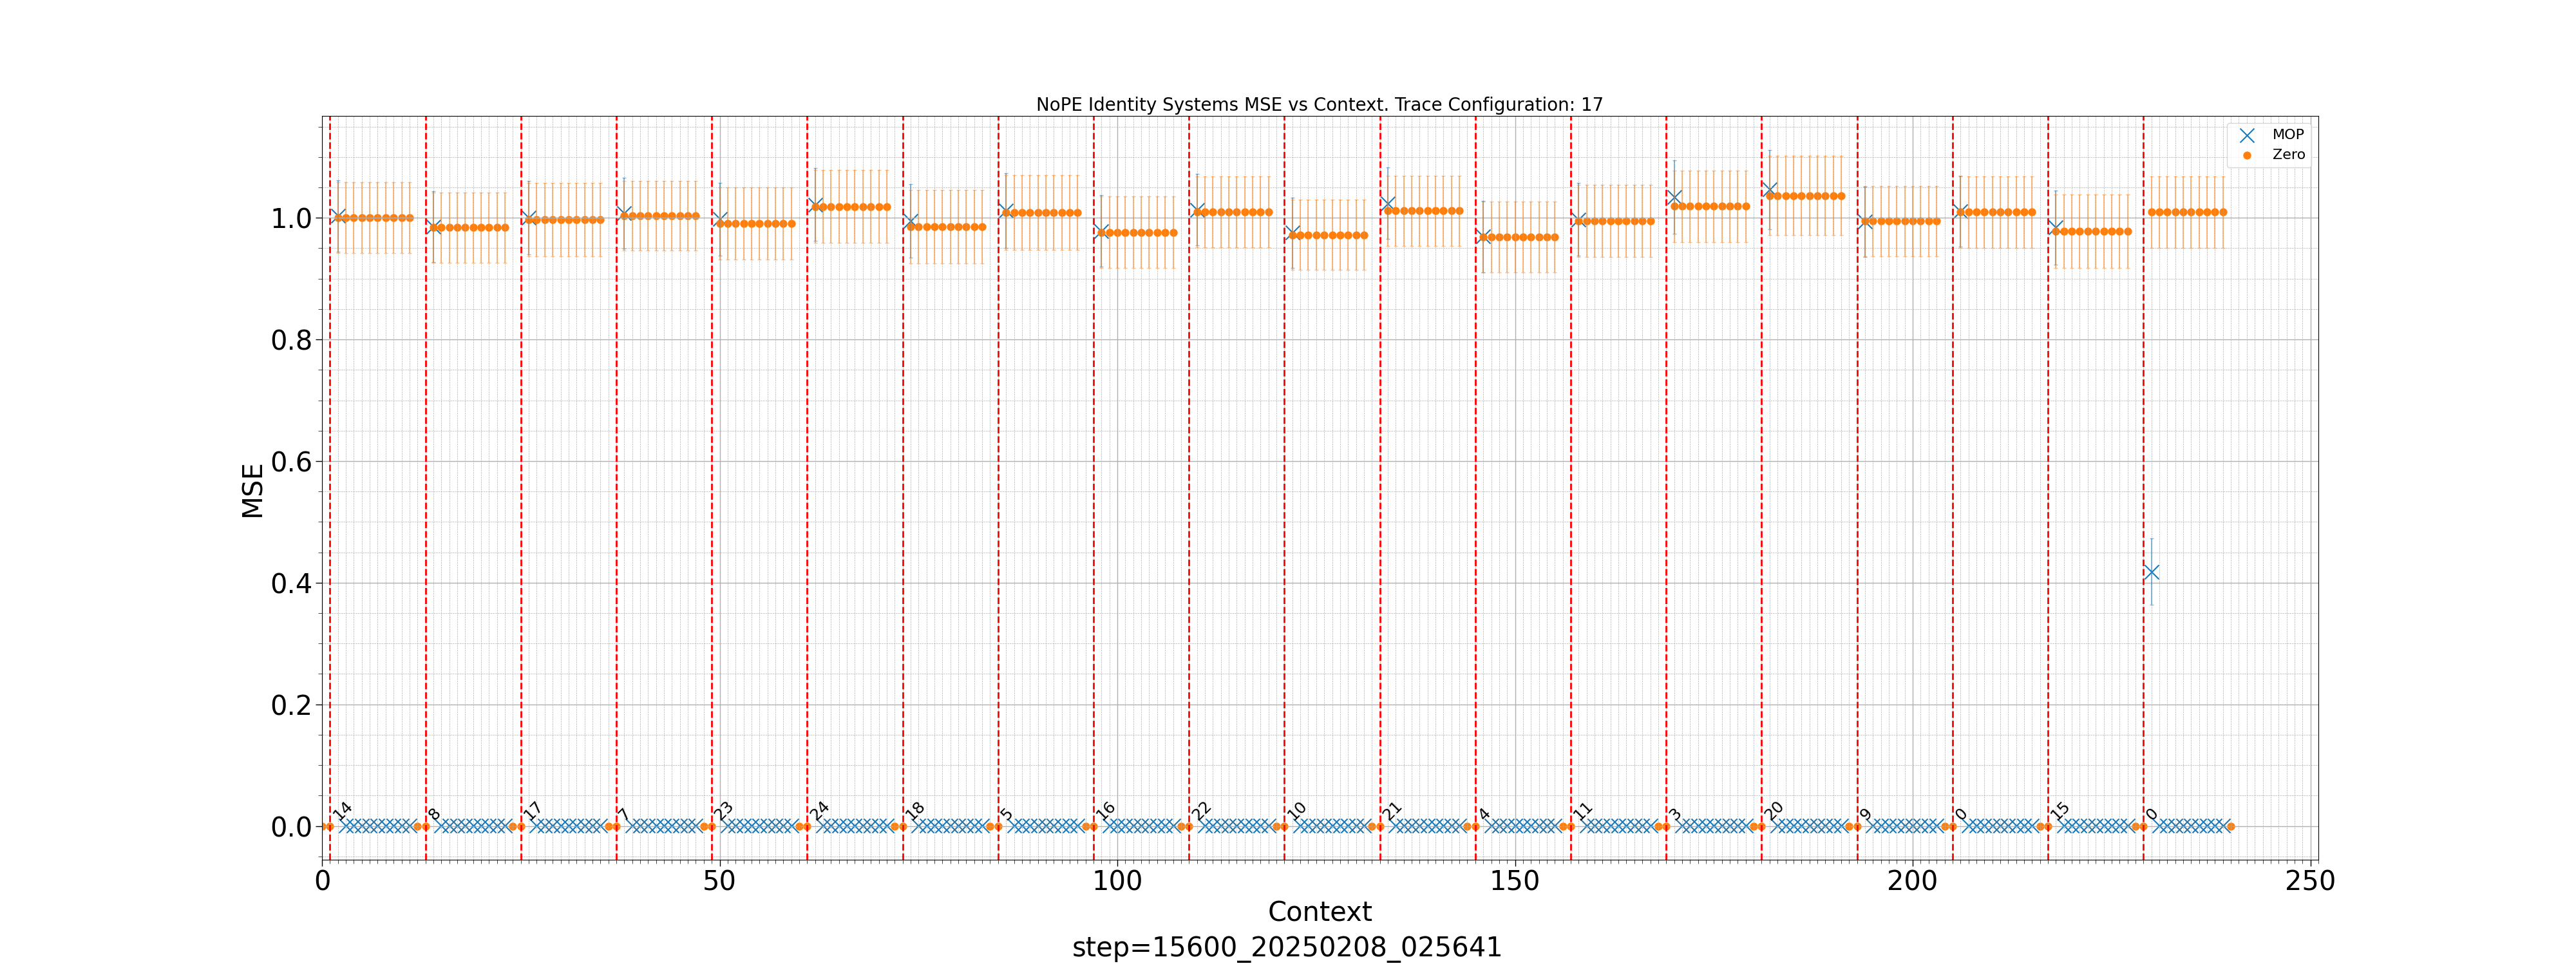 NoPE Identity Systems MSE vs Context. Trace Configuration: 17
MOP
Zero
MSE
1.0
0.8
0.6
0.4
0.2
0.0
14 8 17 7 23 24 18 5 16 22 10 21 4 11 3 20 9 0 15 0
0 50 100 150 200 250
Context
step=15600_20250208_025641